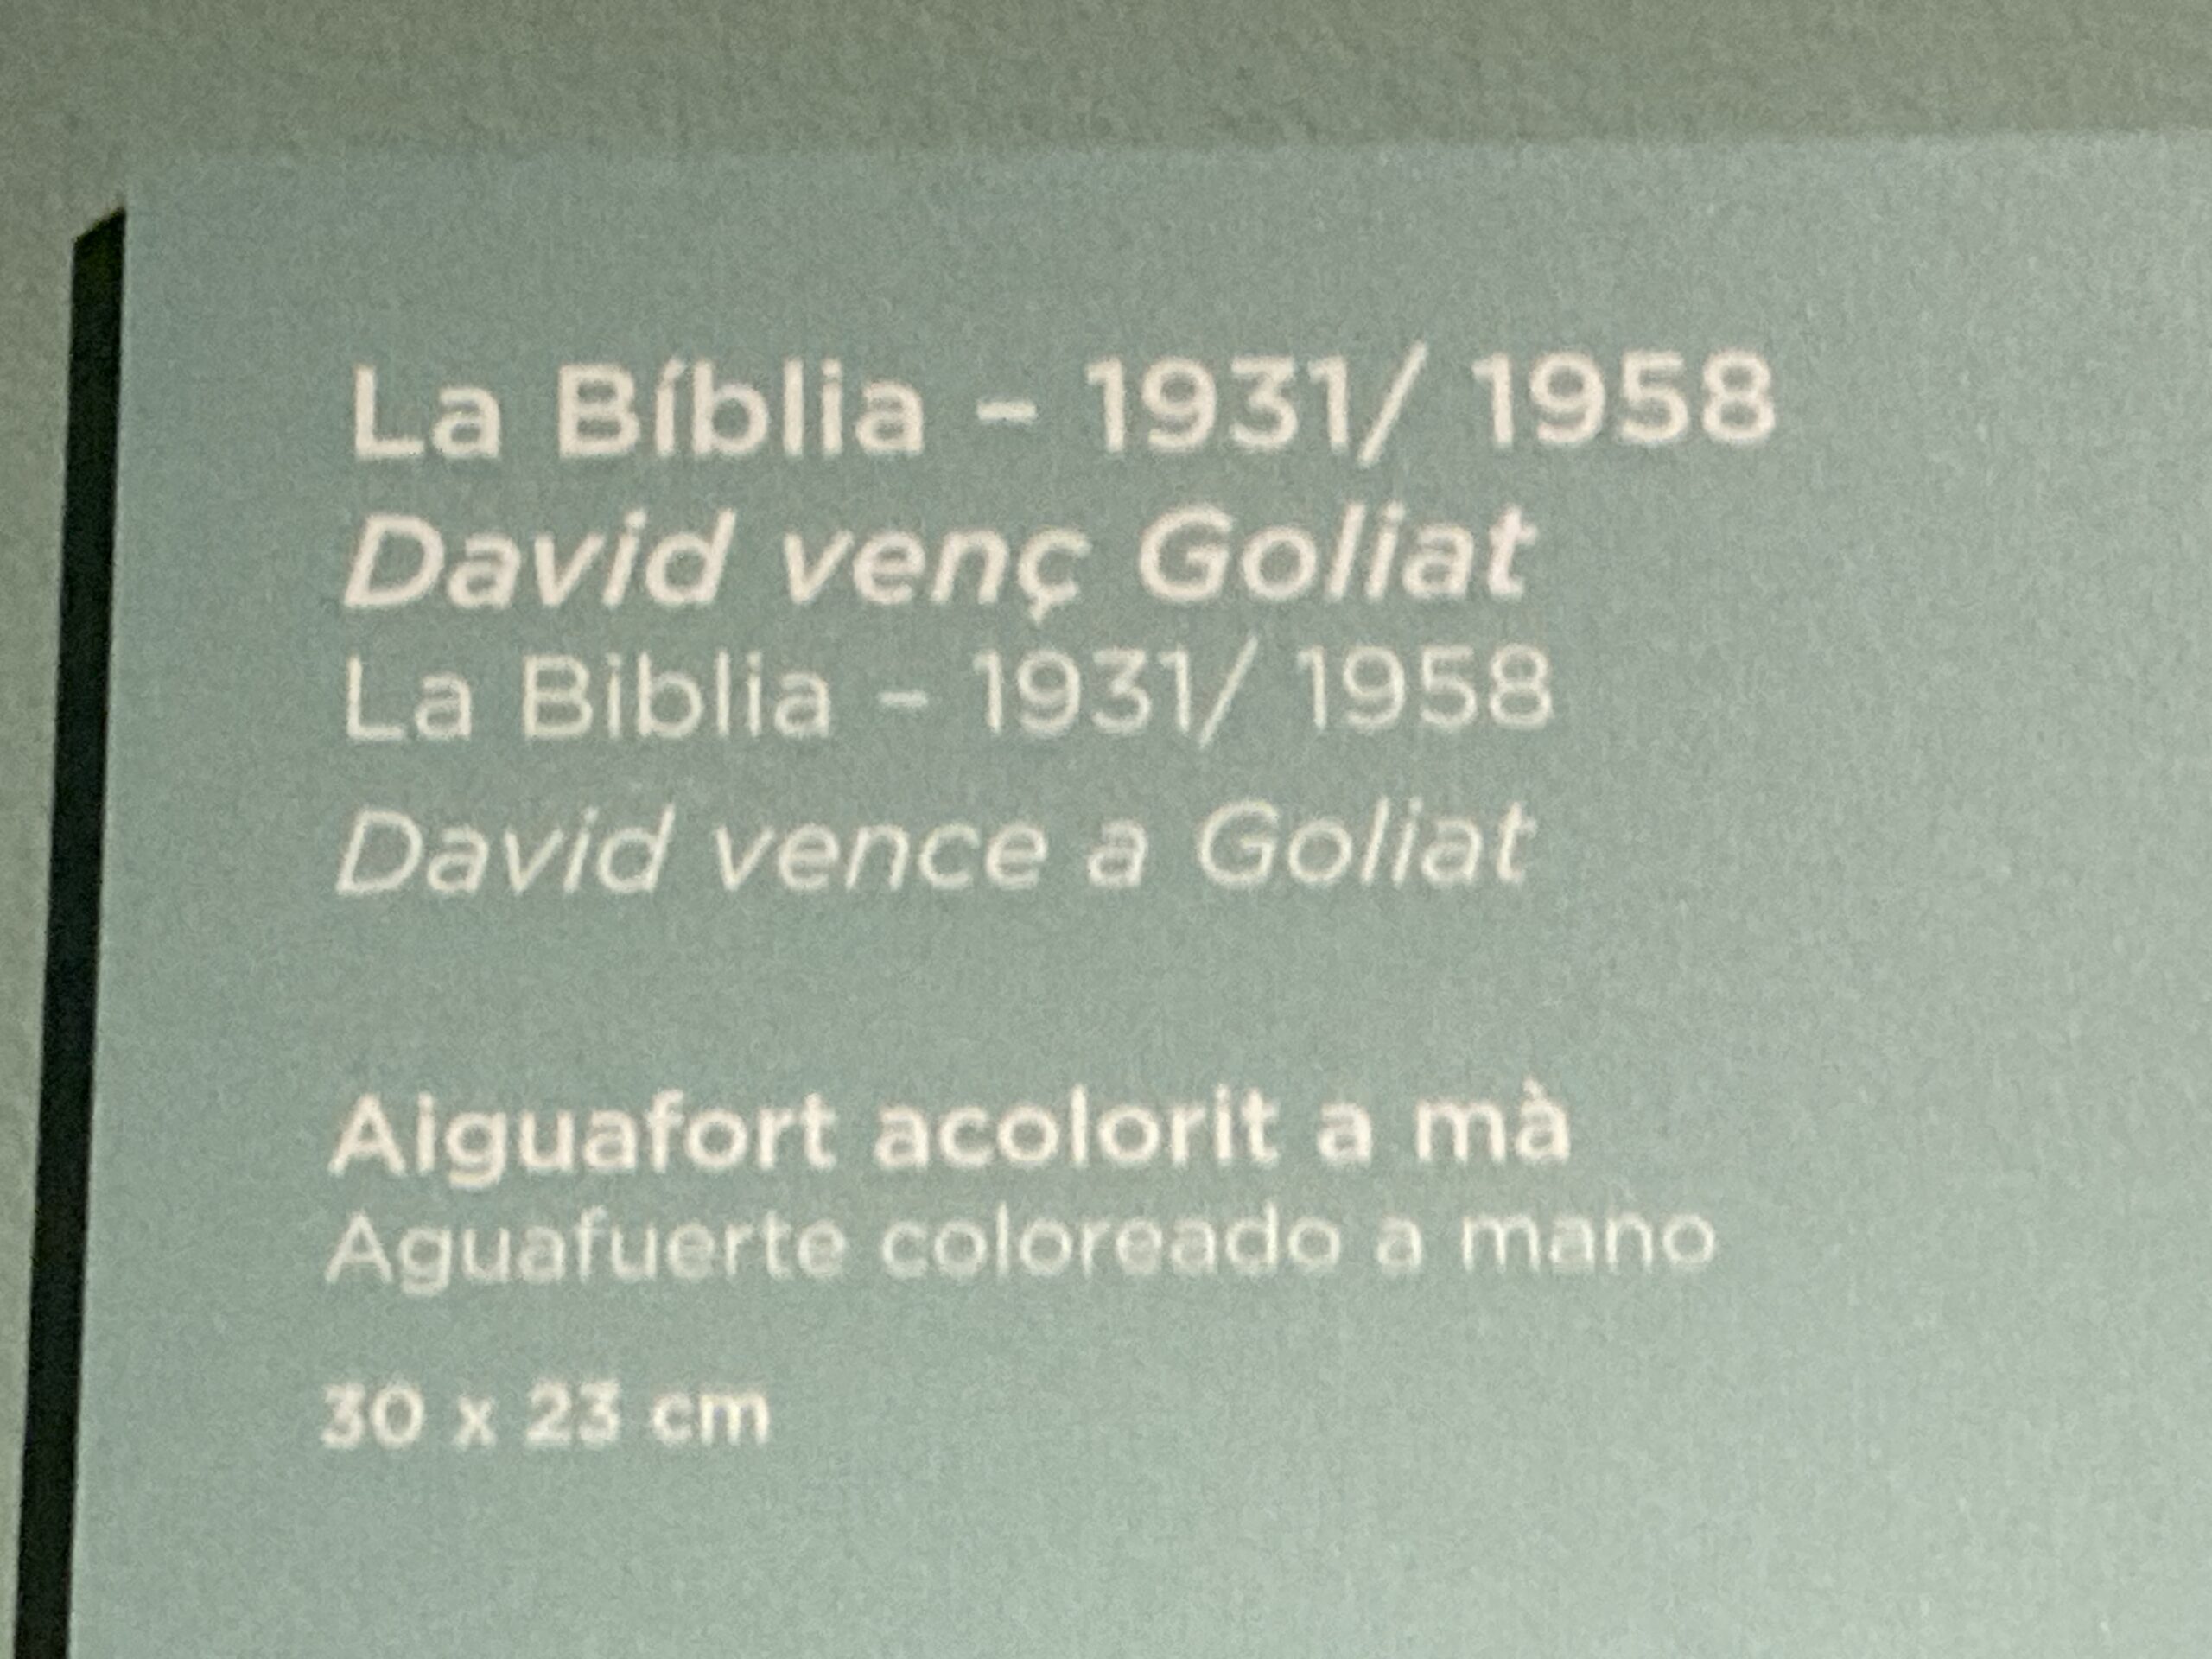 La Bíblia – 1931/ 1958
David venç Goliat
La Biblia – 1931/ 1958
David vence a Goliat
Aiguafort acolorit a mà
Aguafuerte coloreado a mano
30 x 23 cm